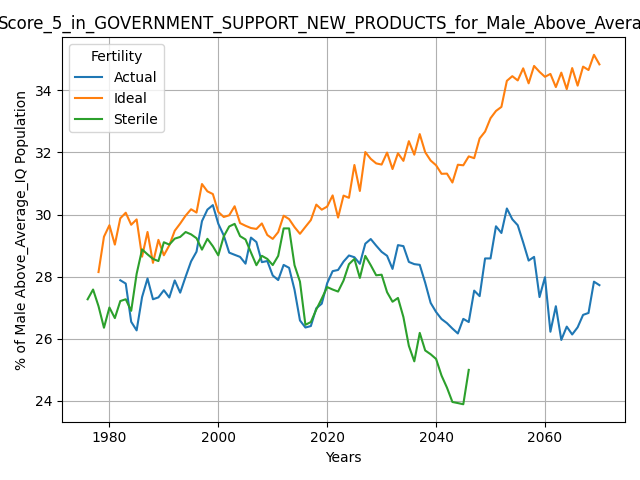 Score_5_in_GOVERNMENT_SUPPORT_NEW_PRODUCTS_for_Male_Above_Avera
Fertility
Actual
Ideal
Sterile
% of Male Above_Average_IQ Population
34
32
30
28
26
24
1980 2000 2020 2040 2060
Years